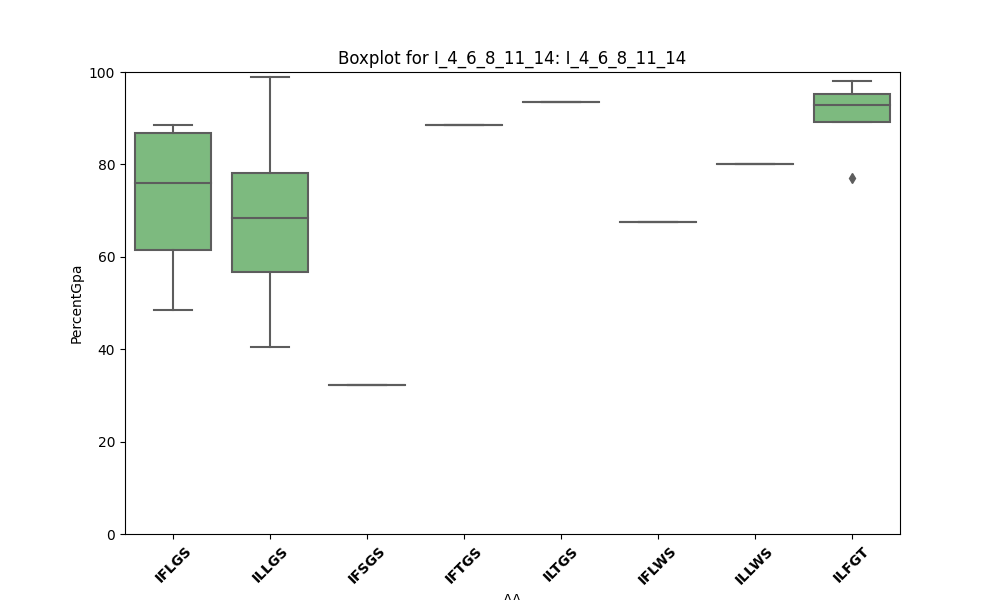 Boxplot for I_4_6_8_11_14: I_4_6_8_11_14
100
80
60
40
20
0
PercentGpa
IFLGS
ILLGS
IFSGS
IFTGS
ILTGS
IFLWS
ILLWS
ILFGT
AA